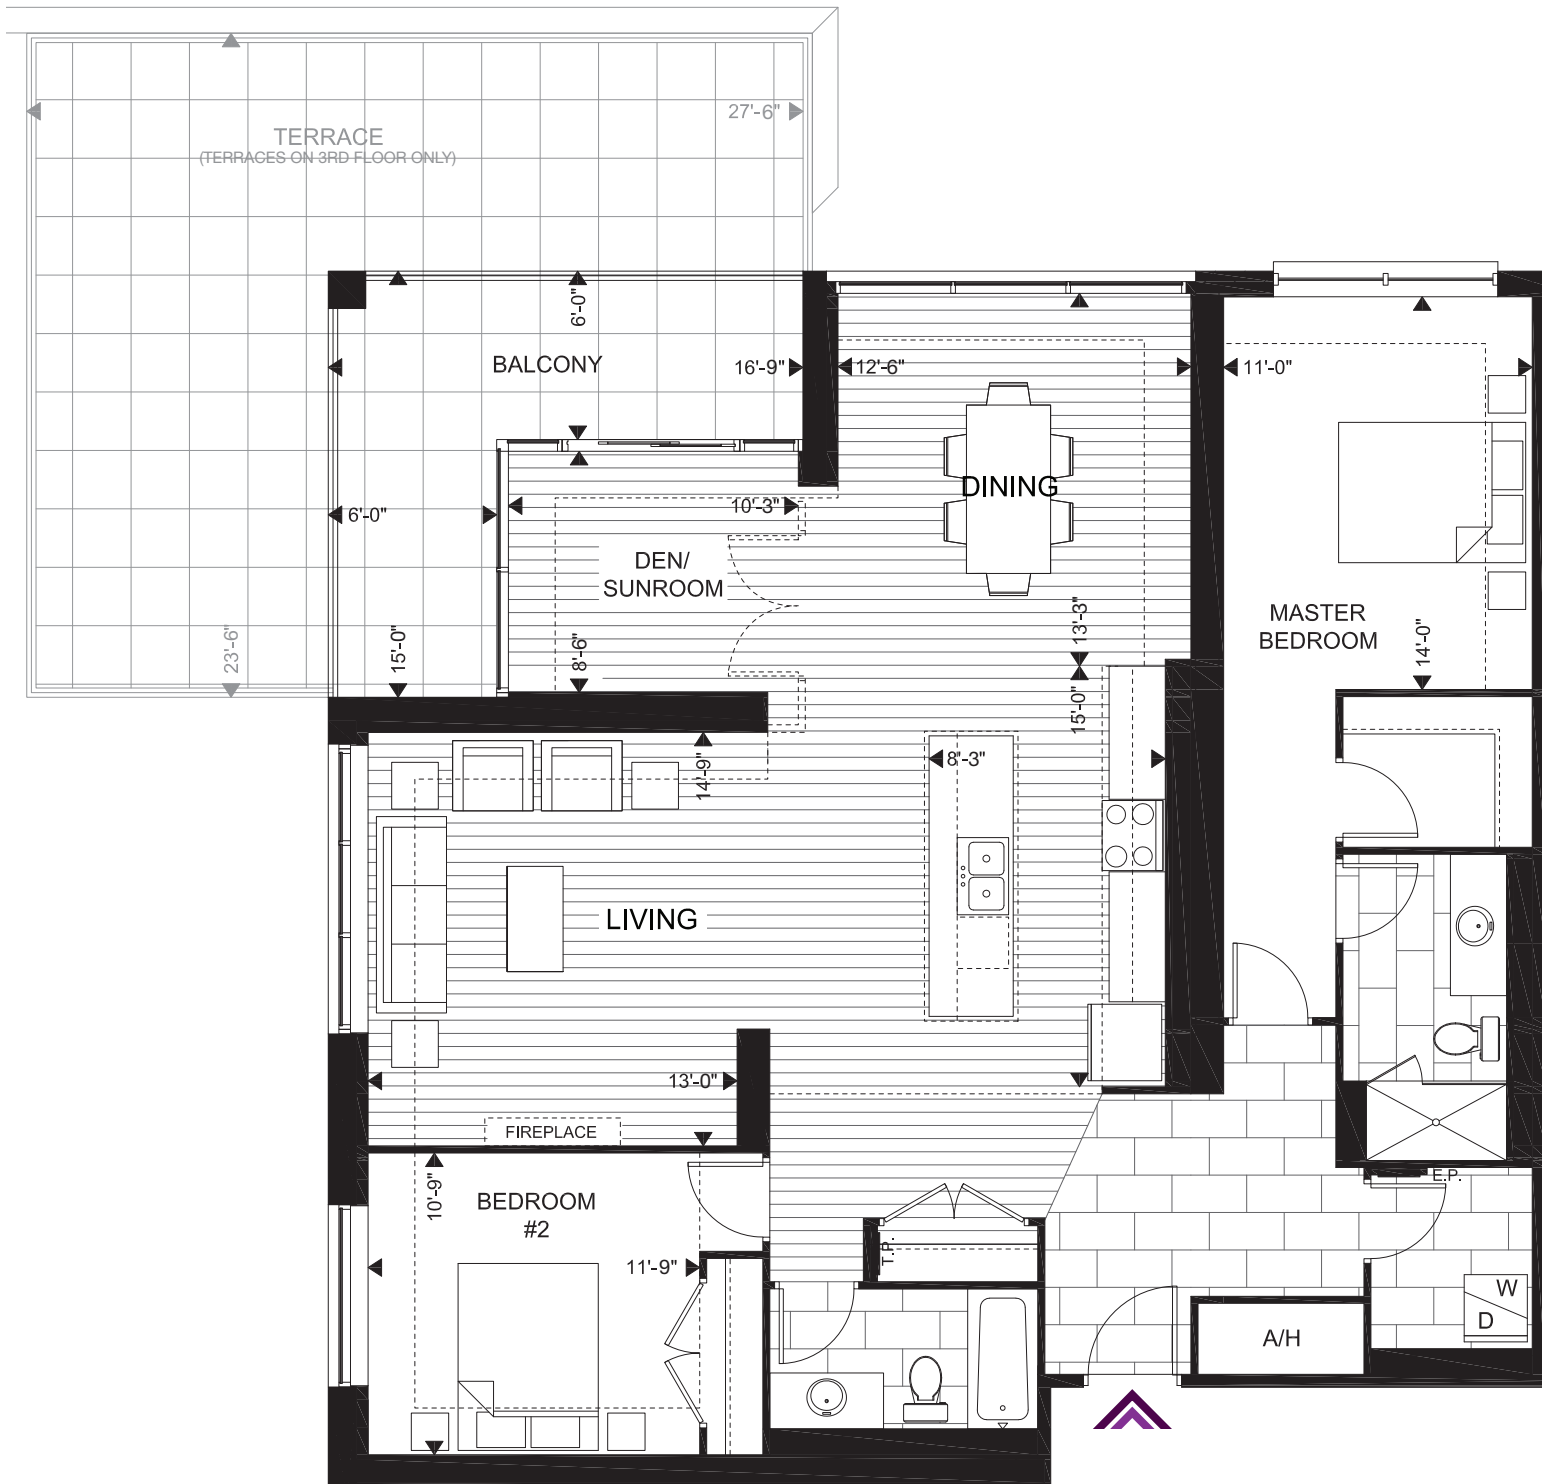 27'-6"
TERRACE
(TERRACES ON 3RD FLOOR ONLY)
6'-0"
BALCONY
16'-9"
12'-6"
11'-0"
DINING
10'-3"
6'-0"
DEN/
SUNROOM
MASTER
BEDROOM
23'-6"
15'-0"
8'-6"
13'-3"
14'-0"
15'-0"
14'-9"
8'-3"
LIVING
13'-0"
FIREPLACE
E.P.
10'-9"
BEDROOM
#2
T.P.
11'-9"
W
D
A/H